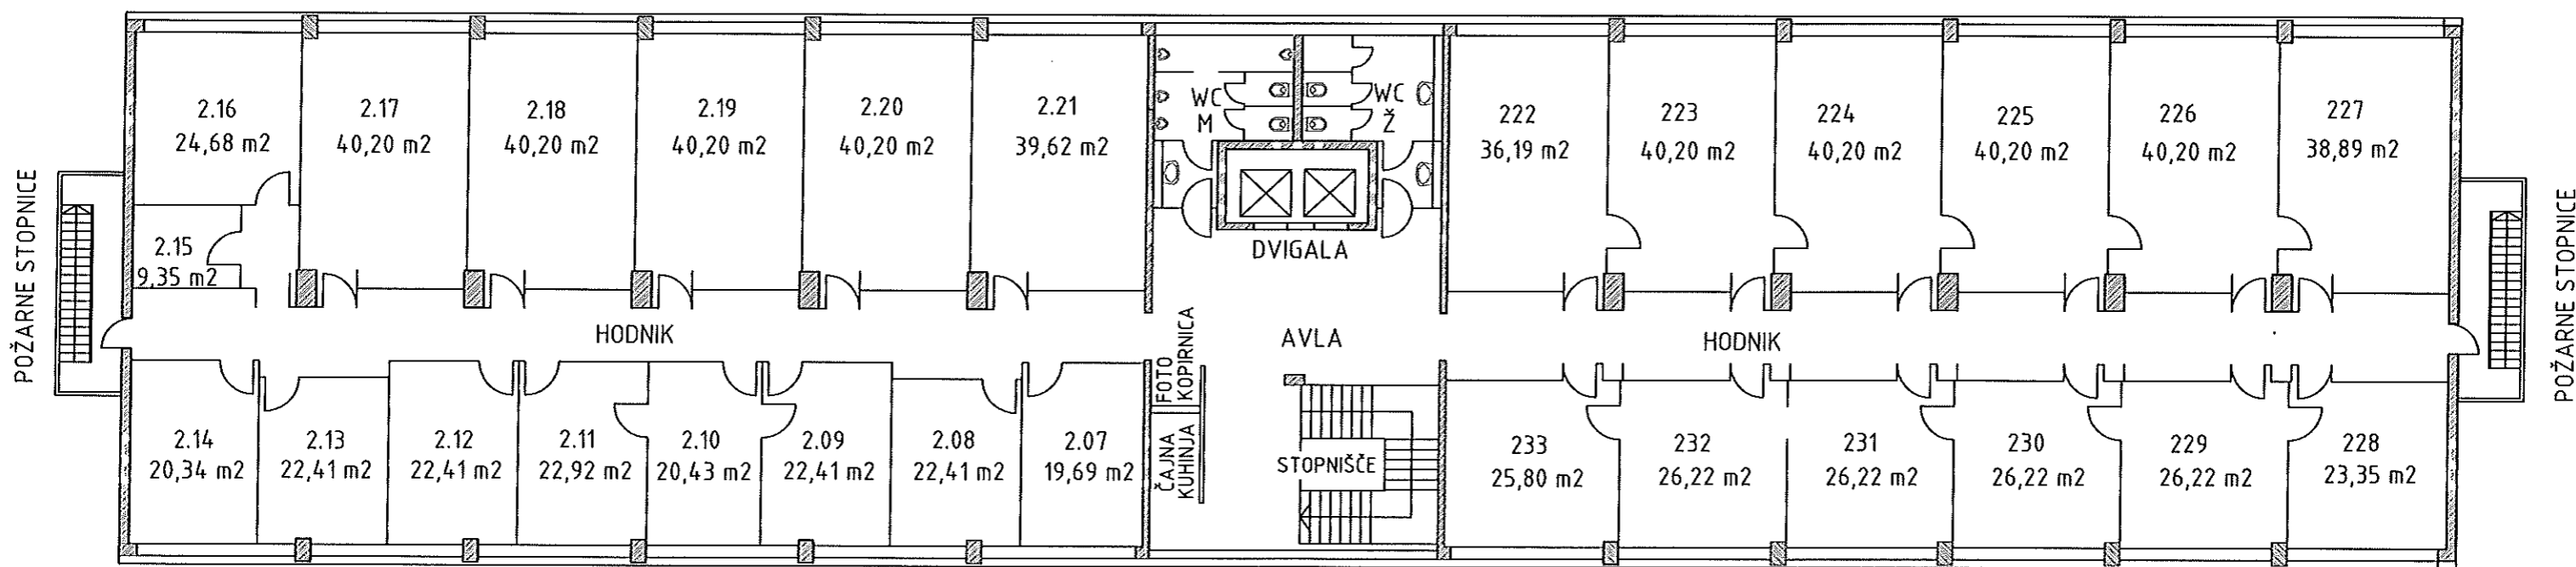 POŽARNE STOPNICE
2.16
24,68 m2
2.17
40,20 m2
2.18
40,20 m2
2.19
40,20 m2
2.20
40,20 m2
2.21
39,62 m2
WC
M
WC
Ž
222
36,19 m2
223
40,20 m2
224
40,20 m2
225
40,20 m2
226
40,20 m2
227
38,89 m2
POŽARNE STOPNICE
2.15
9,35 m2
DVIGALA
HODNIK
FOTO
KOPIRNICA
AVLA
HODNIK
2.14
20,34 m2
2.13
22,41 m2
2.12
22,41 m2
2.11
22,92 m2
2.10
20,43 m2
2.09
22,41 m2
2.08
22,41 m2
2.07
19,69 m2
ČAJNA
KUHINJA
STOPNIŠČE
233
25,80 m2
232
26,22 m2
231
26,22 m2
230
26,22 m2
229
26,22 m2
228
23,35 m2